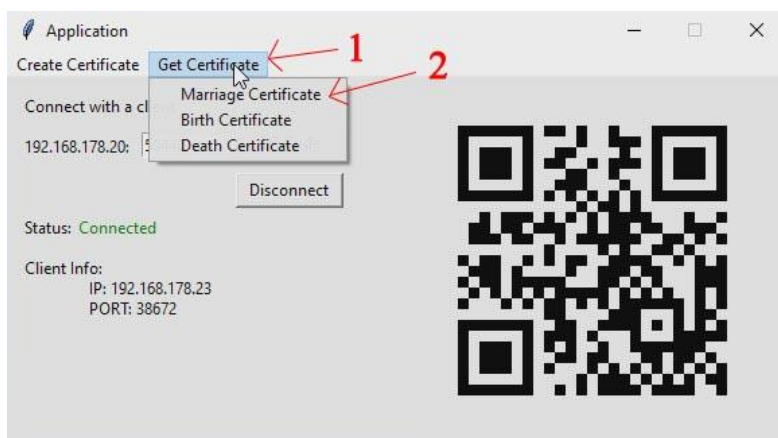 Application
1
Create Certificate Get Certificate
2
Marriage Certificate
Connect with a cl
Birth Certificate
192.168.178.20:
Death Certificate
Disconnect
Status: Connected
Client Info:
IP: 192.168.178.23
PORT: 38672